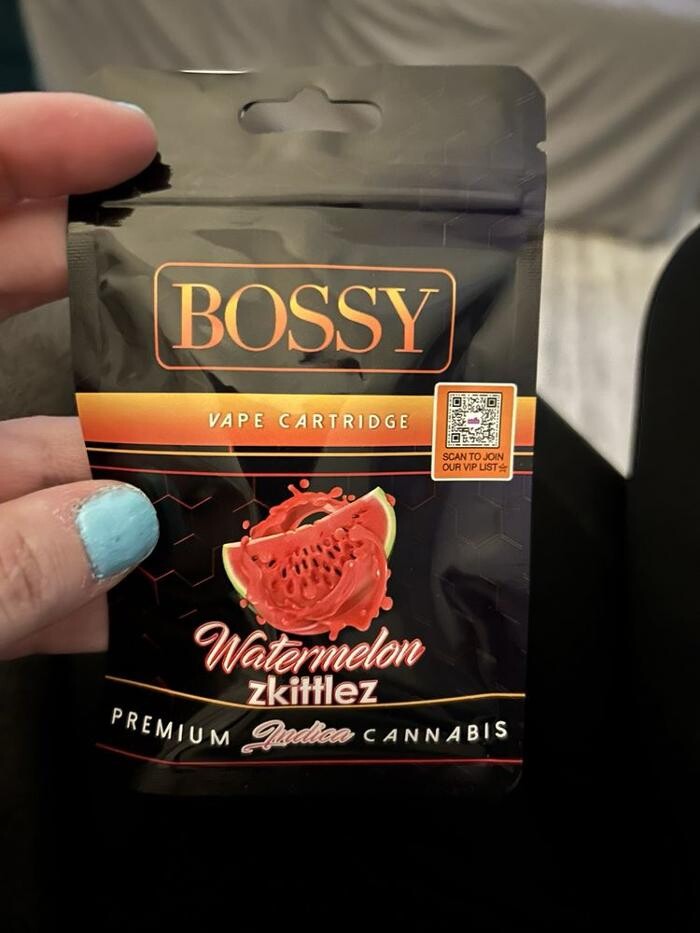 BOSSY
VAPE CARTRIDGE
SCAN TO JOIN
OUR VIP LIST
Watermelon
zkittlez
PREMIUM Indica CANNABIS